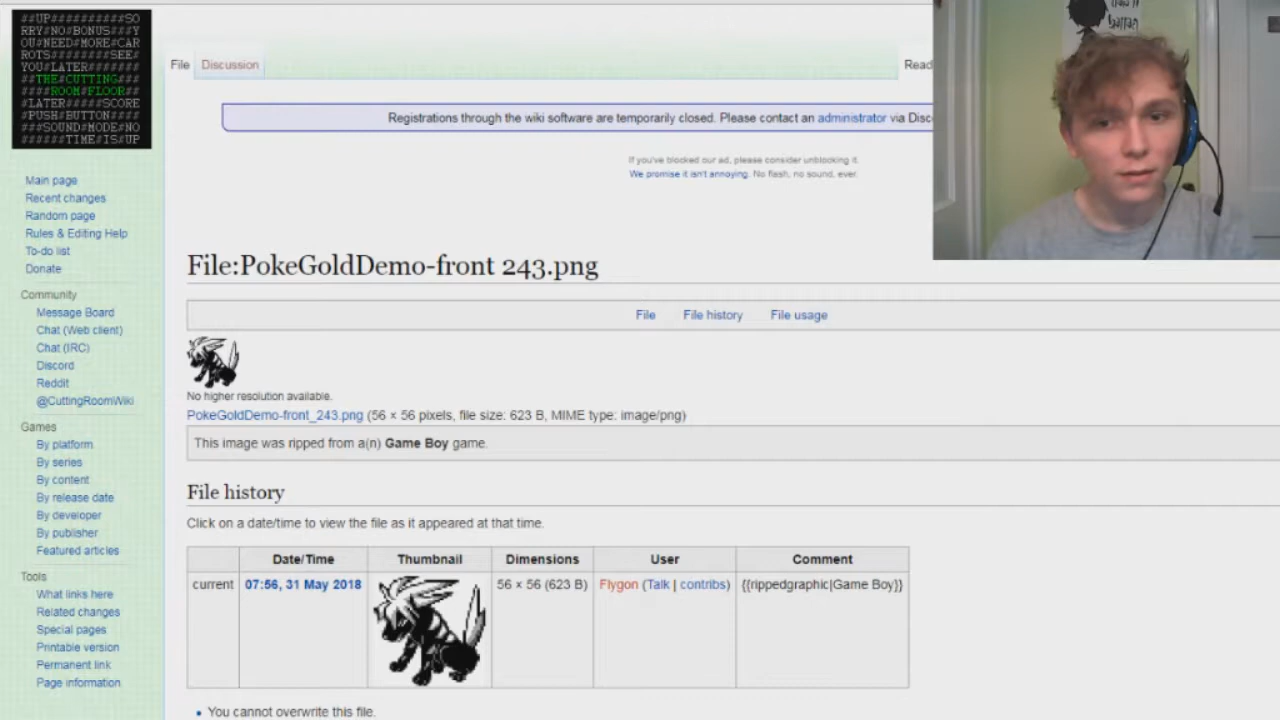 ##UP#########SO
RRY#NO#BONUS###Y
OU#NEED#MORE#CAR
ROTS########SEE#
YOU#LATER#######
##THE#CUTTING###
####ROOM#FLOOR##
#LATER#####SCORE
#PUSH#BUTTON####
###SOUND#MODE#NO
######TIME#IS#UP
File Discussion Read
Registrations through the wiki software are temporarily closed. Please contact an administrator via Disc
If you've blocked our ad, please consider unblocking it.
We promise it isn't annoying. No flash, no sound, ever.
Main page
Recent changes
Random page
Rules & Editing Help
To-do list
Donate
Community
Message Board
Chat (Web client)
Chat (IRC)
Discord
Reddit
@CuttingRoomWiki
Games
By platform
By series
By content
By release date
By developer
By publisher
Featured articles
Tools
What links here
Related changes
Special pages
Printable version
Permanent link
Page information
File:PokeGoldDemo-front 243.png
File File history File usage
No higher resolution available.
PokeGoldDemo-front_243.png (56 × 56 pixels, file size: 623 B, MIME type: image/png)
This image was ripped from a(n) Game Boy game.
File history
Click on a date/time to view the file as it appeared at that time.
Date/Time Thumbnail Dimensions User Comment
current 07:56, 31 May 2018 56 × 56 (623 B) Flygon (Talk | contribs) {{rippedgraphic|Game Boy}}
• You cannot overwrite this file.